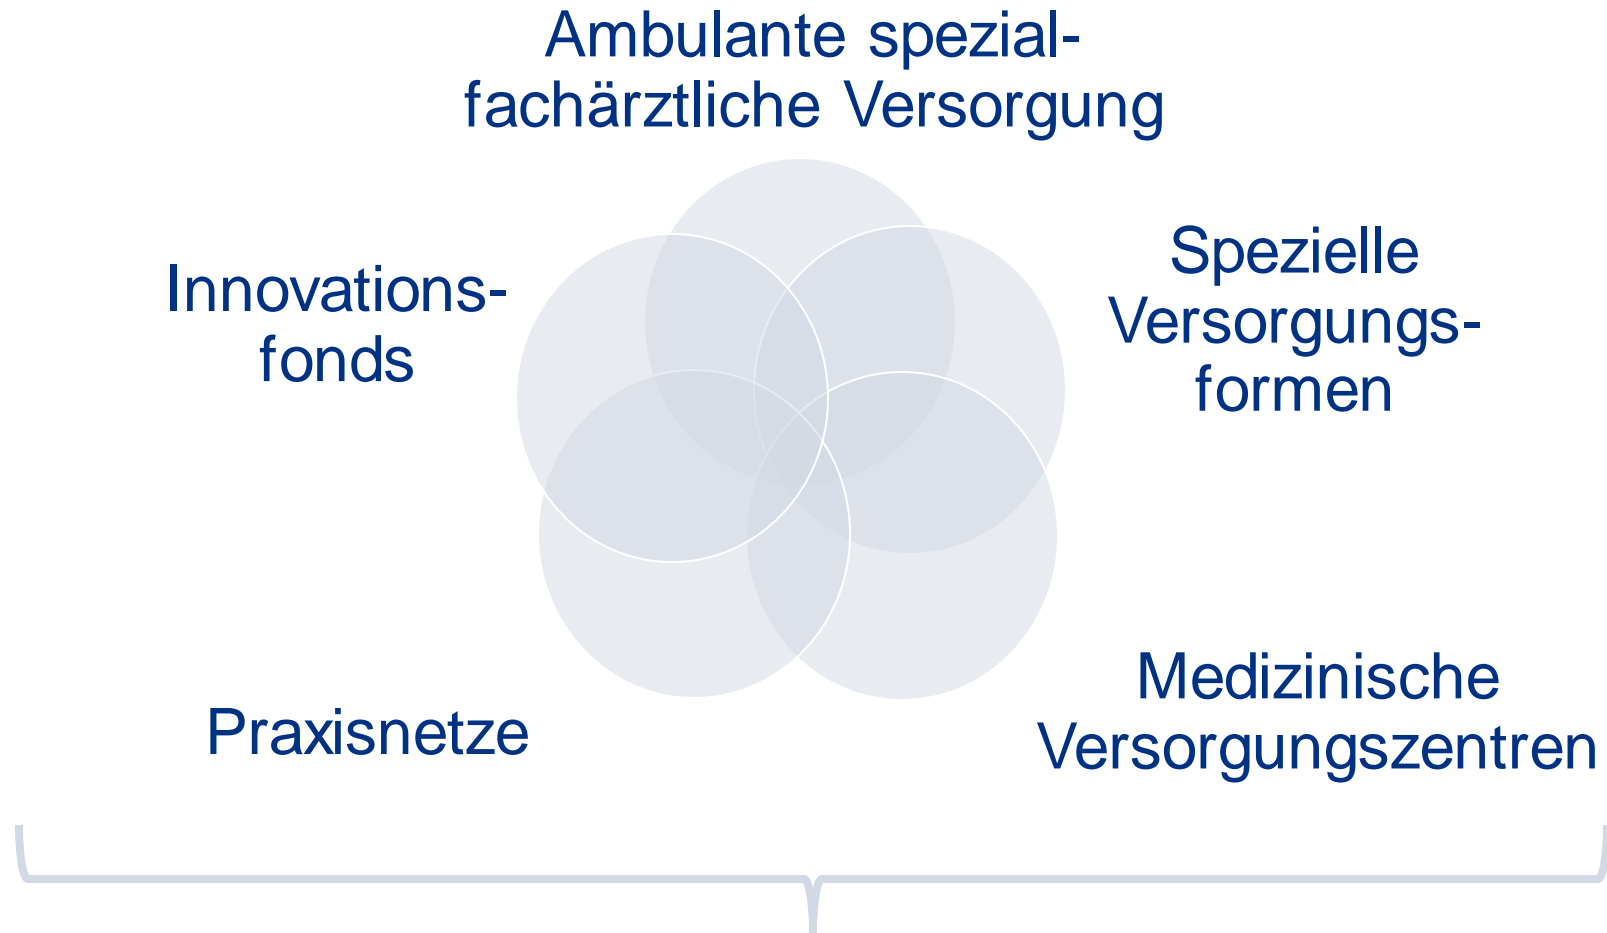 Ambulante spezial-
fachärztliche Versorgung
Spezielle
Versorgungs-
formen
Innovations-
fonds
Medizinische
Versorgungszentren
Praxisnetze